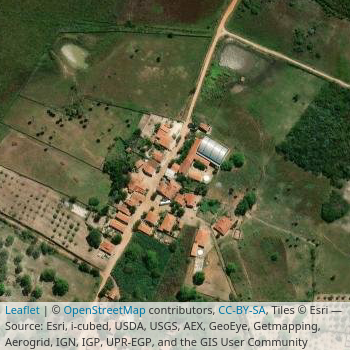 Leaflet | © OpenStreetMap contributors, CC-BY-SA, Tiles © Esri —
Source: Esri, i-cubed, USDA, USGS, AEX, GeoEye, Getmapping,
Aerogrid, IGN, IGP, UPR-EGP, and the GIS User Community